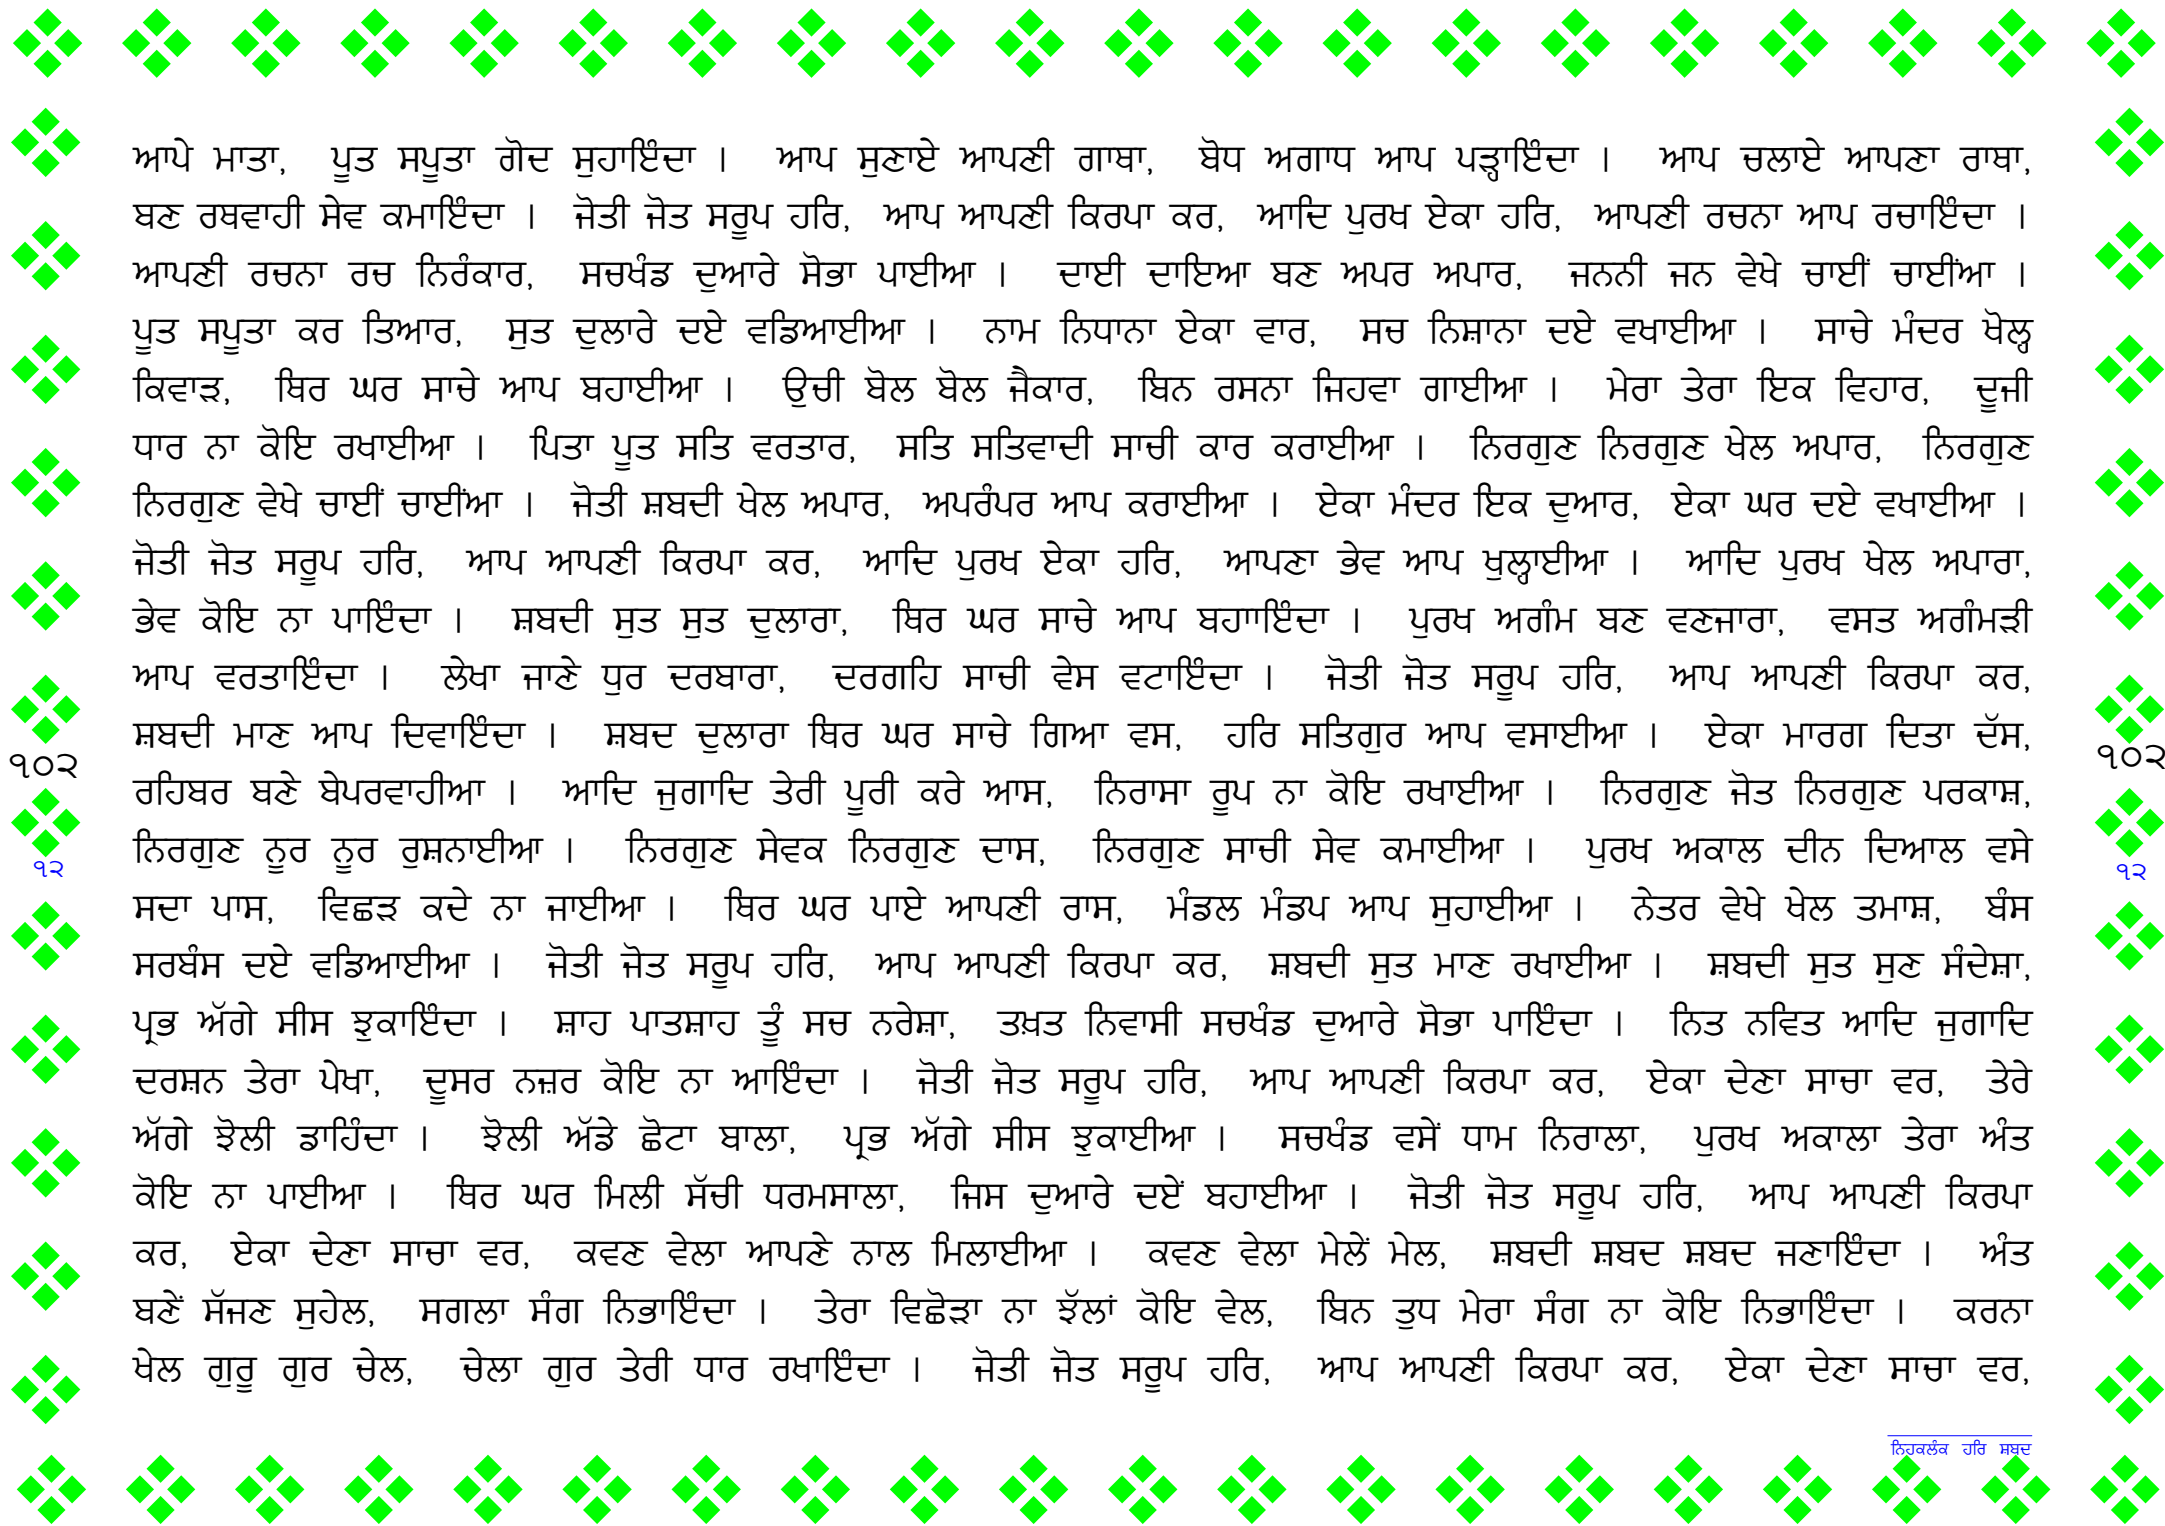 ਆਪੇ ਮਾਤਾ, ਪੂਤ ਸਪੂਤਾ ਗੋਦ ਸੁਹਾਇੰਦਾ । ਆਪ ਸੁਣਾਏ ਆਪਣੀ ਗਾਥਾ, ਬੋਧ ਅਗਾਧ ਆਪ ਪੜ੍ਹਾਇੰਦਾ । ਆਪ ਚਲਾਏ ਆਪਣਾ ਰਾਥਾ,
ਬਣ ਰਥਵਾਹੀ ਸੇਵ ਕਮਾਇੰਦਾ । ਜੋਤੀ ਜੋਤ ਸਰੂਪ ਹਰਿ, ਆਪ ਆਪਣੀ ਕਿਰਪਾ ਕਰ, ਆਦਿ ਪੁਰਖ ਏਕਾ ਹਰਿ, ਆਪਣੀ ਰਚਨਾ ਆਪ ਰਚਾਇੰਦਾ ।
ਆਪਣੀ ਰਚਨਾ ਰਚ ਨਿਰੰਕਾਰ, ਸਚਖੰਡ ਦੁਆਰੇ ਸੋਭਾ ਪਾਈਆ । ਦਾਈ ਦਾਇਆ ਬਣ ਅਪਰ ਅਪਾਰ, ਜਨਨੀ ਜਨ ਵੇਖੇ ਚਾਈਂ ਚਾਈਂਆ ।
ਪੂਤ ਸਪੂਤਾ ਕਰ ਤਿਆਰ, ਸੁਤ ਦੁਲਾਰੇ ਦਏ ਵਡਿਆਈਆ । ਨਾਮ ਨਿਧਾਨਾ ਏਕਾ ਵਾਰ, ਸਚ ਨਿਸ਼ਾਨਾ ਦਏ ਵਖਾਈਆ । ਸਾਚੇ ਮੰਦਰ ਖੋਲ੍ਹ
ਕਿਵਾੜ, ਥਿਰ ਘਰ ਸਾਚੇ ਆਪ ਬਹਾਈਆ । ਉਚੀ ਬੋਲ ਬੋਲ ਜੈਕਾਰ, ਬਿਨ ਰਸਨਾ ਜਿਹਵਾ ਗਾਈਆ । ਮੇਰਾ ਤੇਰਾ ਇਕ ਵਿਹਾਰ, ਦੂਜੀ
ਧਾਰ ਨਾ ਕੋਇ ਰਖਾਈਆ । ਪਿਤਾ ਪੂਤ ਸਤਿ ਵਰਤਾਰ, ਸਤਿ ਸਤਿਵਾਦੀ ਸਾਚੀ ਕਾਰ ਕਰਾਈਆ । ਨਿਰਗੁਣ ਨਿਰਗੁਣ ਖੇਲ ਅਪਾਰ, ਨਿਰਗੁਣ
ਨਿਰਗੁਣ ਵੇਖੇ ਚਾਈਂ ਚਾਈਂਆ । ਜੋਤੀ ਸ਼ਬਦੀ ਖੇਲ ਅਪਾਰ, ਅਪਰੰਪਰ ਆਪ ਕਰਾਈਆ । ਏਕਾ ਮੰਦਰ ਇਕ ਦੁਆਰ, ਏਕਾ ਘਰ ਦਏ ਵਖਾਈਆ ।
ਜੋਤੀ ਜੋਤ ਸਰੂਪ ਹਰਿ, ਆਪ ਆਪਣੀ ਕਿਰਪਾ ਕਰ, ਆਦਿ ਪੁਰਖ ਏਕਾ ਹਰਿ, ਆਪਣਾ ਭੇਵ ਆਪ ਖੁਲ੍ਹਾਈਆ । ਆਦਿ ਪੁਰਖ ਖੇਲ ਅਪਾਰਾ,
ਭੇਵ ਕੋਇ ਨਾ ਪਾਇੰਦਾ । ਸ਼ਬਦੀ ਸੁਤ ਸੁਤ ਦੁਲਾਰਾ, ਥਿਰ ਘਰ ਸਾਚੇ ਆਪ ਬਹਾਾਇੰਦਾ । ਪੁਰਖ ਅਗੰਮ ਬਣ ਵਣਜਾਰਾ, ਵਸਤ ਅਗੰਮੜੀ
ਆਪ ਵਰਤਾਇੰਦਾ । ਲੇਖਾ ਜਾਣੇ ਧੁਰ ਦਰਬਾਰਾ, ਦਰਗਹਿ ਸਾਚੀ ਵੇਸ ਵਟਾਇੰਦਾ । ਜੋਤੀ ਜੋਤ ਸਰੂਪ ਹਰਿ, ਆਪ ਆਪਣੀ ਕਿਰਪਾ ਕਰ,
ਸ਼ਬਦੀ ਮਾਣ ਆਪ ਦਿਵਾਇੰਦਾ । ਸ਼ਬਦ ਦੁਲਾਰਾ ਥਿਰ ਘਰ ਸਾਚੇ ਗਿਆ ਵਸ, ਹਰਿ ਸਤਿਗੁਰ ਆਪ ਵਸਾਈਆ । ਏਕਾ ਮਾਰਗ ਦਿਤਾ ਦੱਸ,
੧੦੨ ਰਹਿਬਰ ਬਣੇ ਬੇਪਰਵਾਹੀਆ । ਆਦਿ ਜੁਗਾਦਿ ਤੇਰੀ ਪੂਰੀ ਕਰੇ ਆਸ, ਨਿਰਾਸਾ ਰੂਪ ਨਾ ਕੋਇ ਰਖਾਈਆ । ਨਿਰਗੁਣ ਜੋਤ ਨਿਰਗੁਣ ਪਰਕਾਸ਼, ੧੦੨
੧੨ ਨਿਰਗੁਣ ਨੂਰ ਨੂਰ ਰੁਸ਼ਨਾਈਆ । ਨਿਰਗੁਣ ਸੇਵਕ ਨਿਰਗੁਣ ਦਾਸ, ਨਿਰਗੁਣ ਸਾਚੀ ਸੇਵ ਕਮਾਈਆ । ਪੁਰਖ ਅਕਾਲ ਦੀਨ ਦਿਆਲ ਵਸੇ ੧੨
ਸਦਾ ਪਾਸ, ਵਿਛੜ ਕਦੇ ਨਾ ਜਾਈਆ । ਥਿਰ ਘਰ ਪਾਏ ਆਪਣੀ ਰਾਸ, ਮੰਡਲ ਮੰਡਪ ਆਪ ਸੁਹਾਈਆ । ਨੇਤਰ ਵੇਖੇ ਖੇਲ ਤਮਾਸ਼, ਬੰਸ
ਸਰਬੰਸ ਦਏ ਵਡਿਆਈਆ । ਜੋਤੀ ਜੋਤ ਸਰੂਪ ਹਰਿ, ਆਪ ਆਪਣੀ ਕਿਰਪਾ ਕਰ, ਸ਼ਬਦੀ ਸੁਤ ਮਾਣ ਰਖਾਈਆ । ਸ਼ਬਦੀ ਸੁਤ ਸੁਣ ਸੰਦੇਸ਼ਾ,
ਪ੍ਰਭ ਅੱਗੇ ਸੀਸ ਝੁਕਾਇੰਦਾ । ਸ਼ਾਹ ਪਾਤਸ਼ਾਹ ਤੂੰ ਸਚ ਨਰੇਸ਼ਾ, ਤਖ਼ਤ ਨਿਵਾਸੀ ਸਚਖੰਡ ਦੁਆਰੇ ਸੋਭਾ ਪਾਇੰਦਾ । ਨਿਤ ਨਵਿਤ ਆਦਿ ਜੁਗਾਦਿ
ਦਰਸ਼ਨ ਤੇਰਾ ਪੇਖਾ, ਦੂਸਰ ਨਜ਼ਰ ਕੋਇ ਨਾ ਆਇੰਦਾ । ਜੋਤੀ ਜੋਤ ਸਰੂਪ ਹਰਿ, ਆਪ ਆਪਣੀ ਕਿਰਪਾ ਕਰ, ਏਕਾ ਦੇਣਾ ਸਾਚਾ ਵਰ, ਤੇਰੇ
ਅੱਗੇ ਝੋਲੀ ਡਾਹਿੰਦਾ । ਝੋਲੀ ਅੱਡੇ ਛੋਟਾ ਬਾਲਾ, ਪ੍ਰਭ ਅੱਗੇ ਸੀਸ ਝੁਕਾਈਆ । ਸਚਖੰਡ ਵਸੇਂ ਧਾਮ ਨਿਰਾਲਾ, ਪੁਰਖ ਅਕਾਲਾ ਤੇਰਾ ਅੰਤ
ਕੋਇ ਨਾ ਪਾਈਆ । ਥਿਰ ਘਰ ਮਿਲੀ ਸੱਚੀ ਧਰਮਸਾਲਾ, ਜਿਸ ਦੁਆਰੇ ਦਏਂ ਬਹਾਈਆ । ਜੋਤੀ ਜੋਤ ਸਰੂਪ ਹਰਿ, ਆਪ ਆਪਣੀ ਕਿਰਪਾ
ਕਰ, ਏਕਾ ਦੇਣਾ ਸਾਚਾ ਵਰ, ਕਵਣ ਵੇਲਾ ਆਪਣੇ ਨਾਲ ਮਿਲਾਈਆ । ਕਵਣ ਵੇਲਾ ਮੇਲੇਂ ਮੇਲ, ਸ਼ਬਦੀ ਸ਼ਬਦ ਸ਼ਬਦ ਜਣਾਇੰਦਾ । ਅੰਤ
ਬਣੇਂ ਸੱਜਣ ਸੁਹੇਲ, ਸਗਲਾ ਸੰਗ ਨਿਭਾਇੰਦਾ । ਤੇਰਾ ਵਿਛੋੜਾ ਨਾ ਝੱਲਾਂ ਕੋਇ ਵੇਲ, ਬਿਨ ਤੁਧ ਮੇਰਾ ਸੰਗ ਨਾ ਕੋਇ ਨਿਭਾਇੰਦਾ । ਕਰਨਾ
ਖੇਲ ਗੁਰੂ ਗੁਰ ਚੇਲ, ਚੇਲਾ ਗੁਰ ਤੇਰੀ ਧਾਰ ਰਖਾਇੰਦਾ । ਜੋਤੀ ਜੋਤ ਸਰੂਪ ਹਰਿ, ਆਪ ਆਪਣੀ ਕਿਰਪਾ ਕਰ, ਏਕਾ ਦੇਣਾ ਸਾਚਾ ਵਰ,
ਨਿਹਕਲੰਕ ਹਰਿ ਸ਼ਬਦ